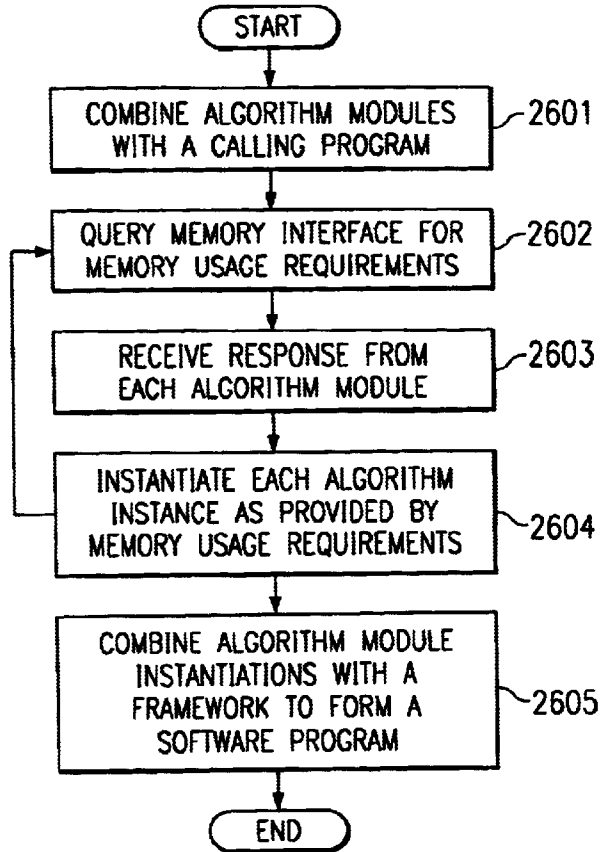 START
COMBINE ALGORITHM MODULES
WITH A CALLING PROGRAM
2601
QUERY MEMORY INTERFACE FOR
MEMORY USAGE REQUIREMENTS
2602
RECEIVE RESPONSE FROM
EACH ALGORITHM MODULE
2603
INSTANTIATE EACH ALGORITHM
INSTANCE AS PROVIDED BY
MEMORY USAGE REQUIREMENTS
2604
COMBINE ALGORITHM MODULE
INSTANTIATIONS WITH A
FRAMEWORK TO FORM A
SOFTWARE PROGRAM
2605
END